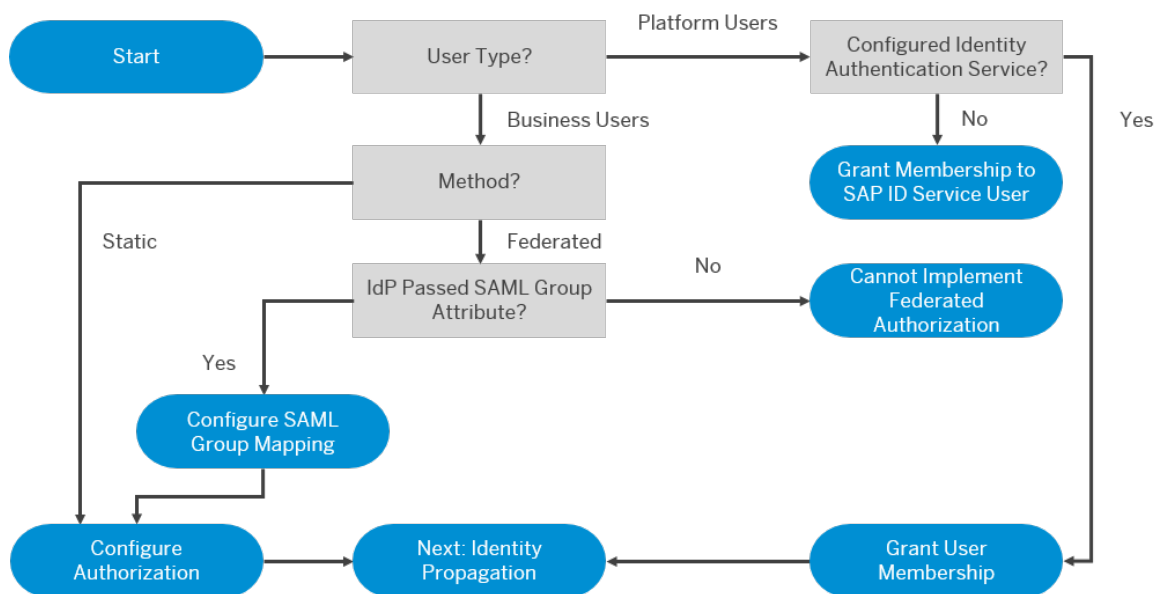 Platform Users
Start
User Type?
Configured Identity
Authentication Service?
No
Yes
Business Users
Grant Membership to
SAP ID Service User
Method?
Static
Federated
No
IdP Passed SAML Group
Attribute?
Cannot Implement
Federated
Authorization
Yes
Configure SAML
Group Mapping
Configure
Authorization
Next: Identity
Propagation
Grant User
Membership